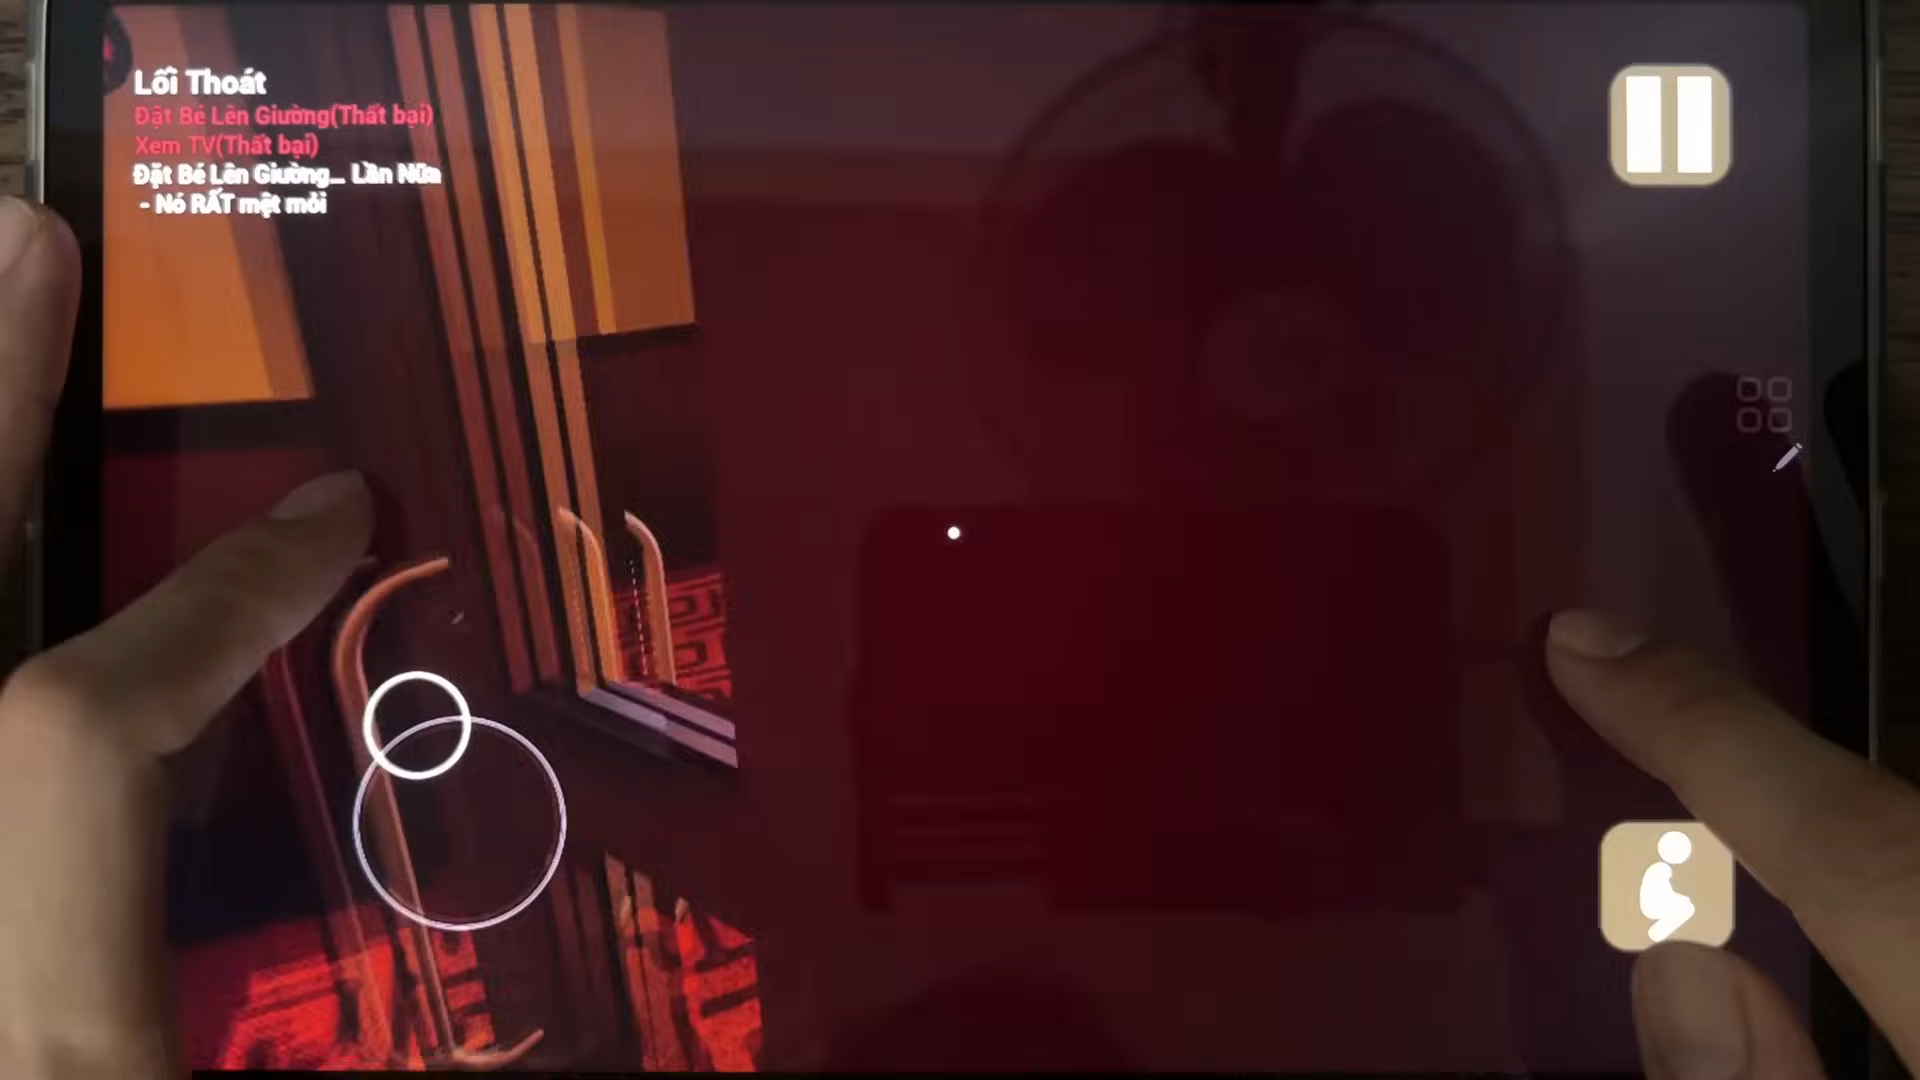 Lối Thoát
Đặt Bé Lên Giường(Thất bại)
Xem TV(Thất bại)
Đặt Bé Lên Giường... Lần Nữa
- Nó RẤT mệt mỏi